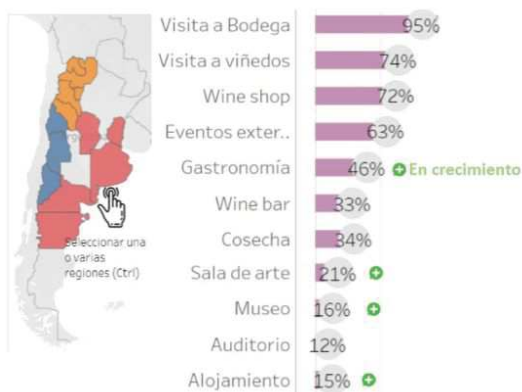 Visita a Bodega 95%
Visita a viñedos 74%
Wine shop 72%
Eventos exter.. 63%
Gastronomía 46% En crecimiento
Wine bar 33%
Cosecha 34%
Sala de arte 21%
Museo 16%
Auditorio 12%
Alojamiento 15%
Seleccionar una
o varias
regiones (Ctrl)